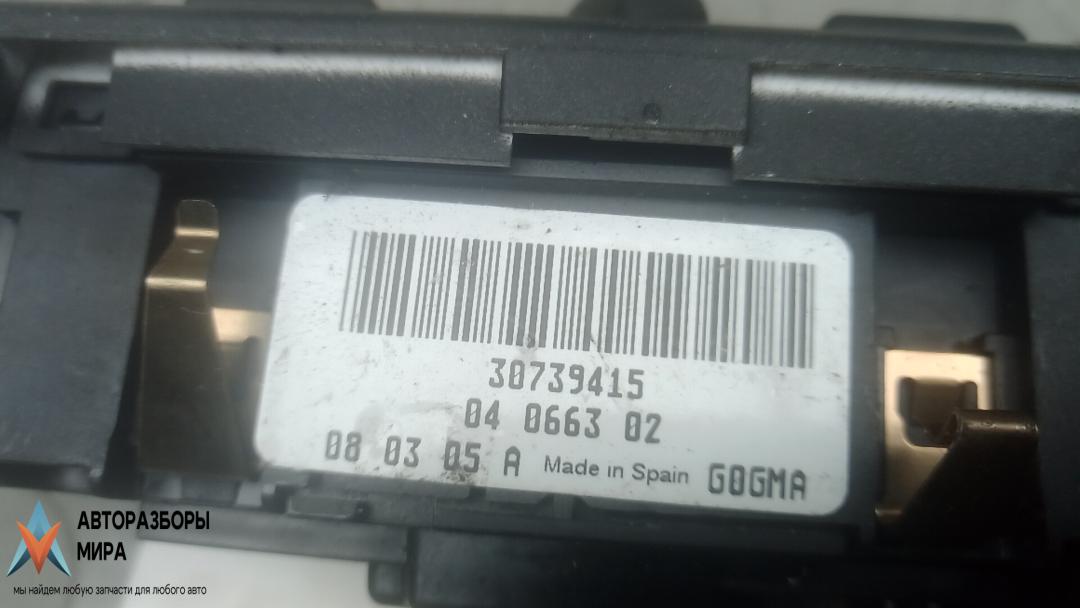 30739415
04 0663 02
08 03 05 A Made in Spain G0GMA
АВТОРАЗБОРЫ
МИРА
мы найдем любую запчасти для любого авто